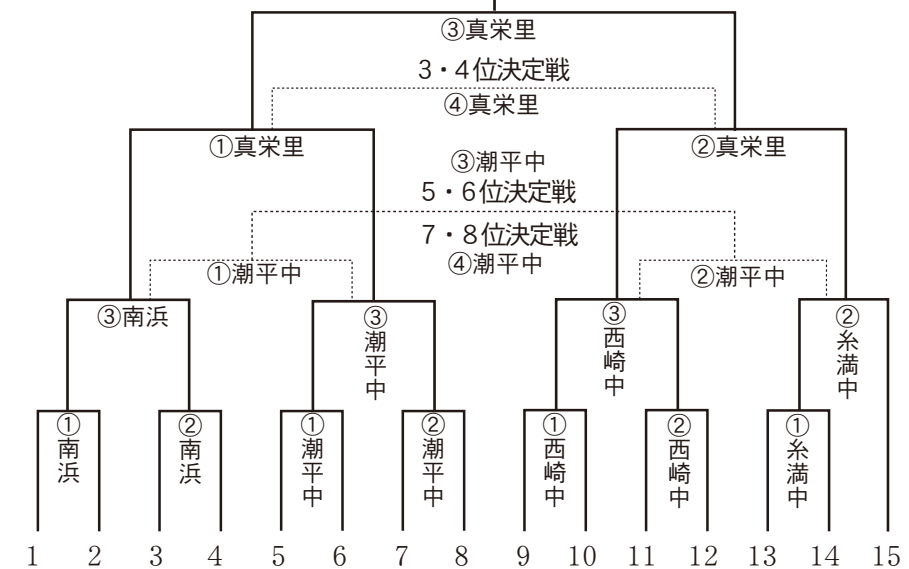 ③真栄里
3・4位決定戦
④真栄里
①真栄里
②真栄里
③潮平中
5・6位決定戦
7・8位決定戦
①潮平中
④潮平中
②潮平中
③南浜
③潮平中
③西崎中
②糸満中
①南浜
②南浜
①潮平中
②潮平中
①西崎中
②西崎中
①糸満中
1 2 3 4 5 6 7 8 9 10 11 12 13 14 15